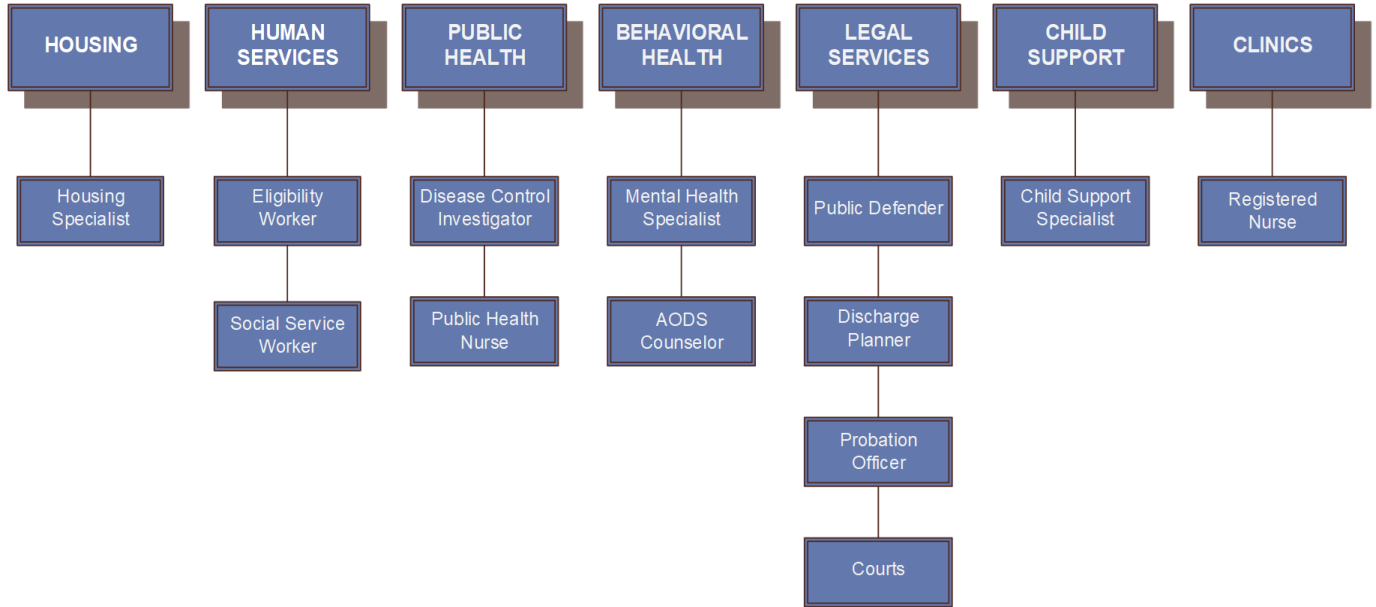 HOUSING
HUMAN
SERVICES
PUBLIC
HEALTH
BEHAVIORAL
HEALTH
LEGAL
SERVICES
CHILD
SUPPORT
CLINICS
Housing
Specialist
Eligibility
Worker
Disease Control
Investigator
Mental Health
Specialist
Public Defender
Child Support
Specialist
Registered
Nurse
Social Service
Worker
Public Health
Nurse
AODS
Counselor
Discharge
Planner
Probation
Officer
Courts